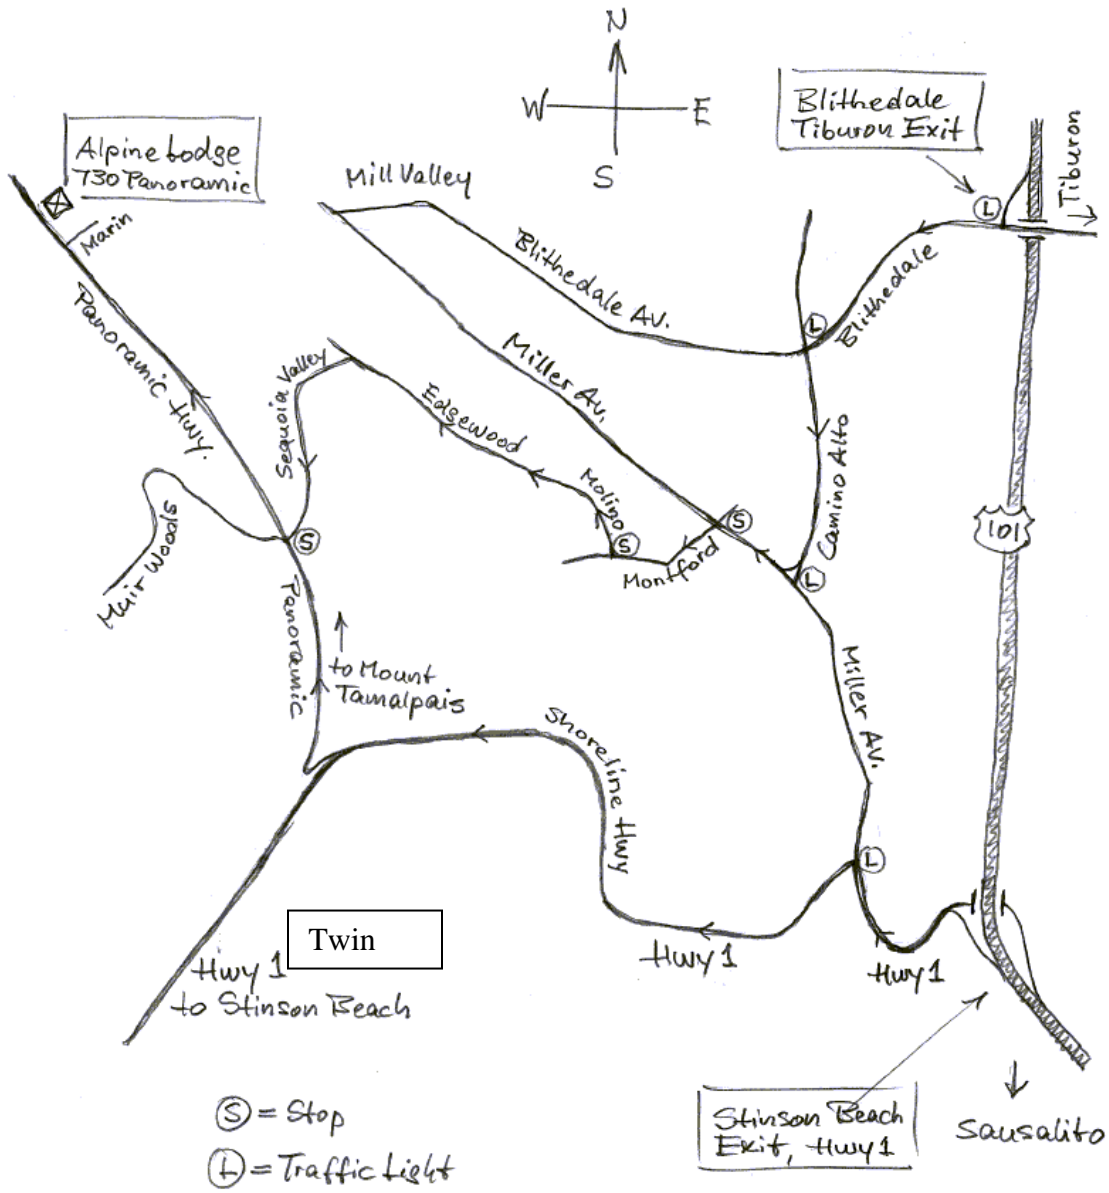 N
W
E
S
Blithedale
Tiburon Exit
Tiburon
L
Alpine Lodge
730 Panoramic
Marin
Mill Valley
Blithedale Av.
Blithedale
L
Panoramic Hwy.
Sequoia Valley
Edgewood
Miller Av.
Camino Alto
Molino
S
S
Montford
L
101
Muir Woods
S
Panoramic
to Mount
Tamalpais
Shoreline Hwy
Miller Av.
L
Twin
Hwy 1
to Stinson Beach
Hwy 1
Hwy 1
S = Stop
L = Traffic Light
Stinson Beach
Exit, Hwy 1
Sausalito